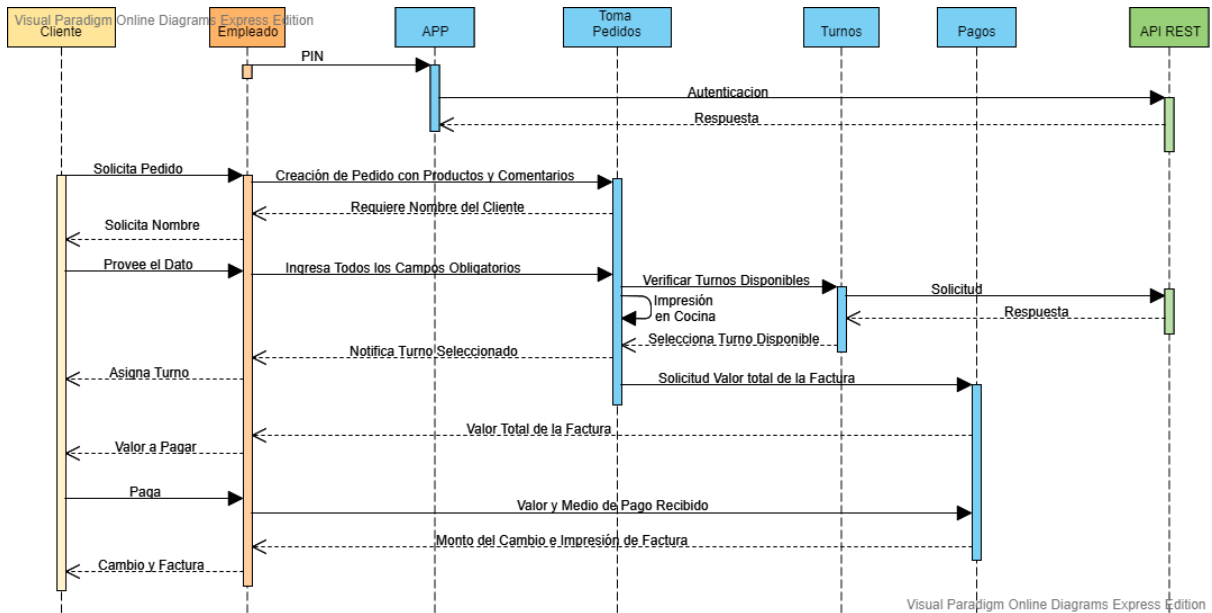 Visual Paradigm Online Diagrams Express Edition
Cliente
Empleado
APP
Toma
Pedidos
Turnos
Pagos
API REST
PIN
Autenticacion
Respuesta
Solicita Pedido
Creación de Pedido con Productos y Comentarios
Requiere Nombre del Cliente
Solicita Nombre
Provee el Dato
Ingresa Todos los Campos Obligatorios
Verificar Turnos Disponibles
Solicitud
Impresión
en Cocina
Respuesta
Selecciona Turno Disponible
Notifica Turno Seleccionado
Asigna Turno
Solicitud Valor total de la Factura
Valor Total de la Factura
Valor a Pagar
Paga
Valor y Medio de Pago Recibido
Monto del Cambio e Impresión de Factura
Cambio y Factura
Visual Paradigm Online Diagrams Express Edition